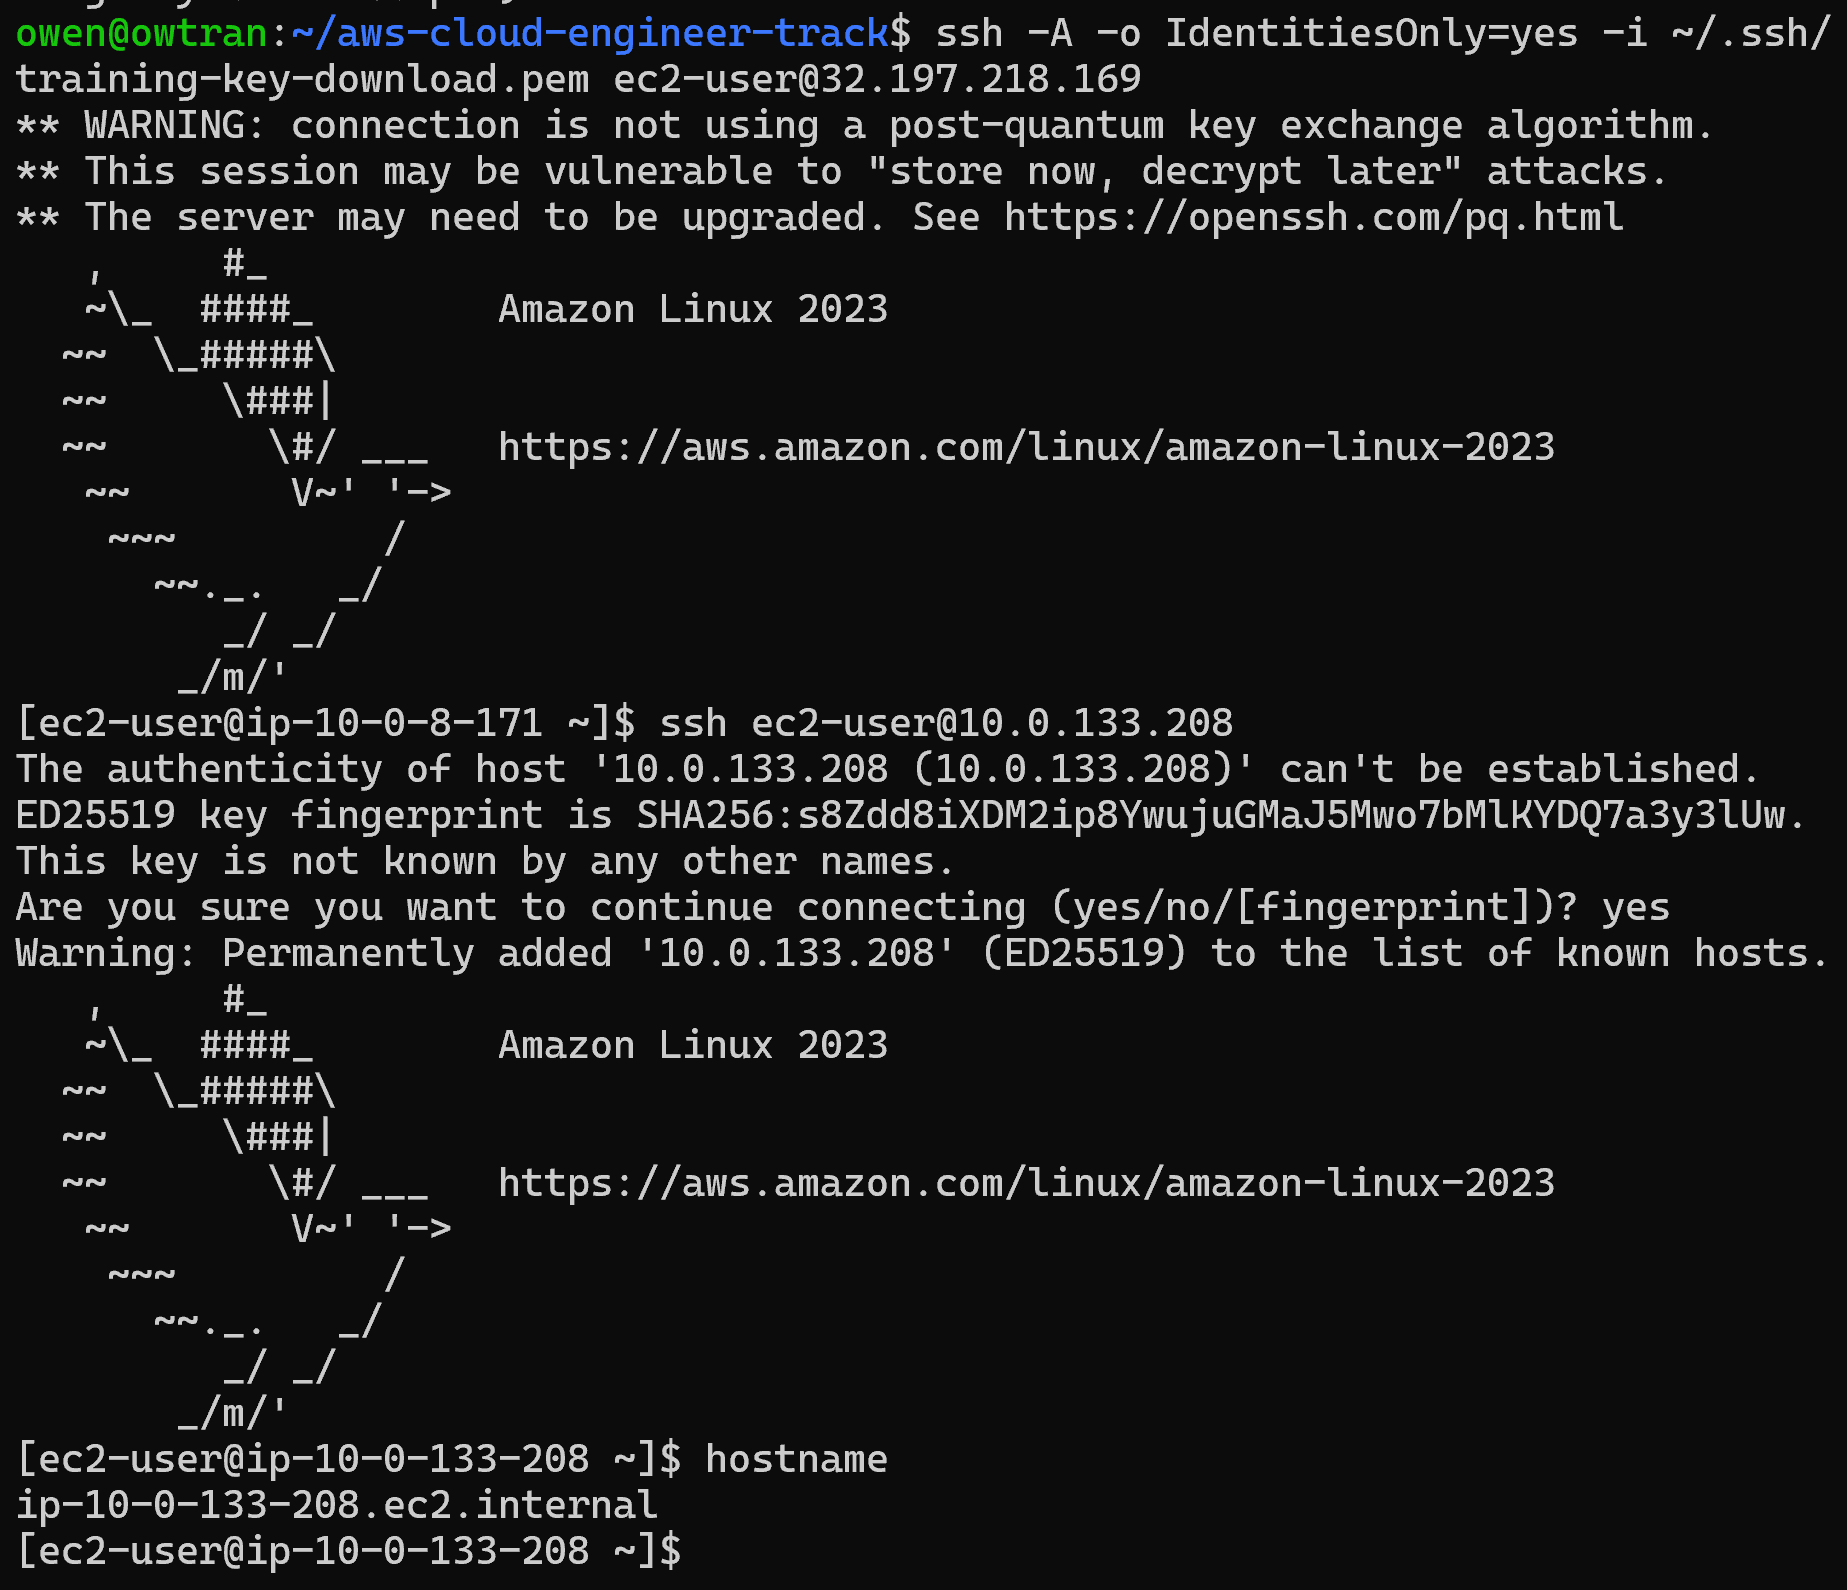 owen@owtran:~/aws-cloud-engineer-track$ ssh -A -o IdentitiesOnly=yes -i ~/.ssh/
training-key-download.pem ec2-user@32.197.218.169
** WARNING: connection is not using a post-quantum key exchange algorithm.
** This session may be vulnerable to "store now, decrypt later" attacks.
** The server may need to be upgraded. See https://openssh.com/pq.html
   ,     #_
   ~\_  ####_        Amazon Linux 2023
  ~~  \_#####\
  ~~     \###|
  ~~       \#/ ___   https://aws.amazon.com/linux/amazon-linux-2023
   ~~       V~' '->
    ~~~         /
      ~~._.   _/
         _/ _/
       _/m/'
[ec2-user@ip-10-0-8-171 ~]$ ssh ec2-user@10.0.133.208
The authenticity of host '10.0.133.208 (10.0.133.208)' can't be established.
ED25519 key fingerprint is SHA256:s8Zdd8iXDM2ip8YwujuGMaJ5Mwo7bMlKYDQ7a3y3lUw.
This key is not known by any other names.
Are you sure you want to continue connecting (yes/no/[fingerprint])? yes
Warning: Permanently added '10.0.133.208' (ED25519) to the list of known hosts.
   ,     #_
   ~\_  ####_        Amazon Linux 2023
  ~~  \_#####\
  ~~     \###|
  ~~       \#/ ___   https://aws.amazon.com/linux/amazon-linux-2023
   ~~       V~' '->
    ~~~         /
      ~~._.   _/
         _/ _/
       _/m/'
[ec2-user@ip-10-0-133-208 ~]$ hostname
ip-10-0-133-208.ec2.internal
[ec2-user@ip-10-0-133-208 ~]$